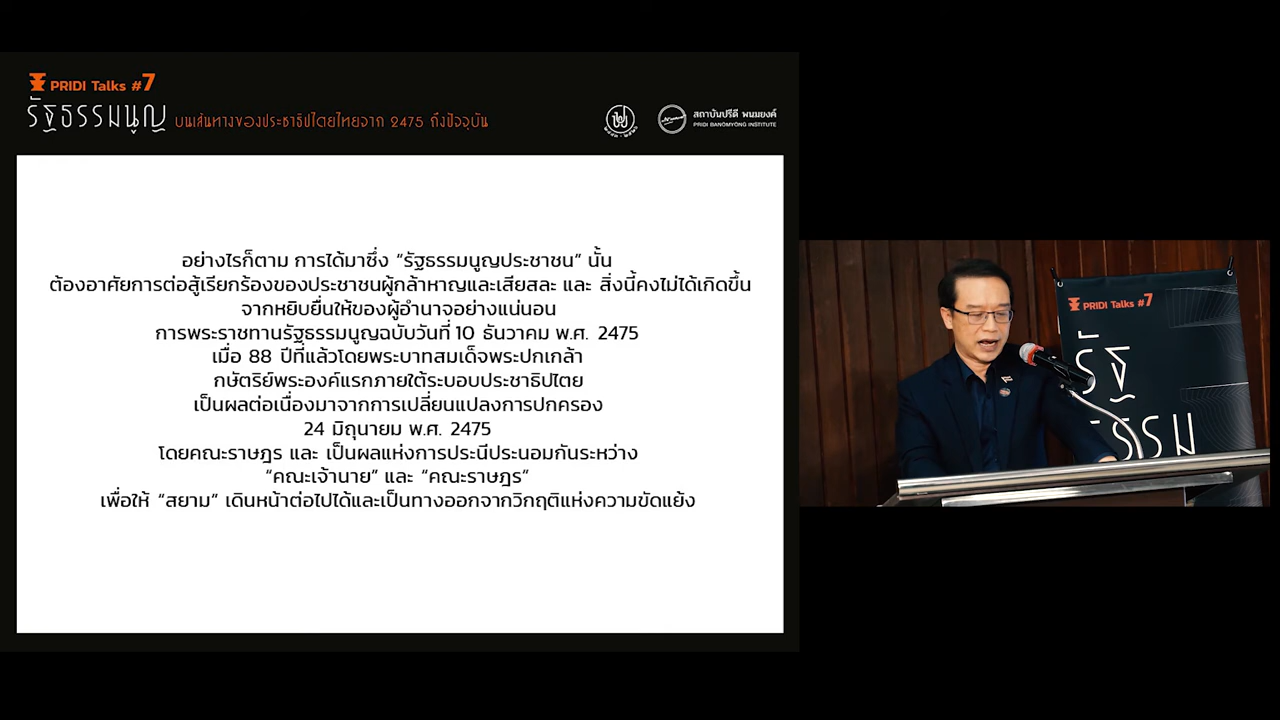 PRIDI Talks #7
รัฐธรรมนูญ บนเส้นทางของประชาธิปไตยไทยจาก 2475 ถึงปัจจุบัน
สถาบันปรีดี พนมยงค์
PRIDI BANOMYONG INSTITUTE
อย่างไรก็ตาม การได้มาซึ่ง “รัฐธรรมนูญประชาชน” นั้น
ต้องอาศัยการต่อสู้เรียกร้องของประชาชนผู้กล้าหาญและเสียสละ และ สิ่งนี้คงไม่ได้เกิดขึ้น
จากหยิบยื่นให้ของผู้อำนาจอย่างแน่นอน
การพระราชทานรัฐธรรมนูญฉบับวันที่ 10 ธันวาคม พ.ศ. 2475
เมื่อ 88 ปีที่แล้วโดยพระบาทสมเด็จพระปกเกล้า
กษัตริย์พระองค์แรกภายใต้ระบอบประชาธิปไตย
เป็นผลต่อเนื่องมาจากการเปลี่ยนแปลงการปกครอง
24 มิถุนายน พ.ศ. 2475
โดยคณะราษฎร และ เป็นผลแห่งการประนีประนอมกันระหว่าง
“คณะเจ้านาย” และ “คณะราษฎร”
เพื่อให้ “สยาม” เดินหน้าต่อไปได้และเป็นทางออกจากวิกฤติแห่งความขัดแย้ง
PRIDI Talks #7
รัฐ
ธรรม